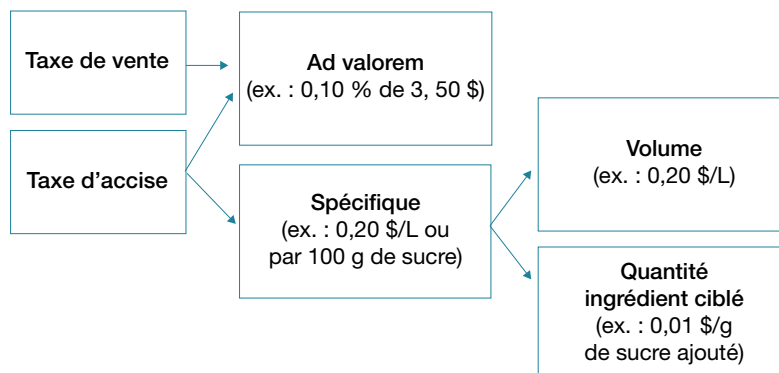 Taxe de vente
Ad valorem
(ex. : 0,10 % de 3, 50 $)
Taxe d'accise
Spécifique
(ex. : 0,20 $/L ou
par 100 g de sucre)
Volume
(ex. : 0,20 $/L)
Quantité
ingrédient ciblé
(ex. : 0,01 $/g
de sucre ajouté)